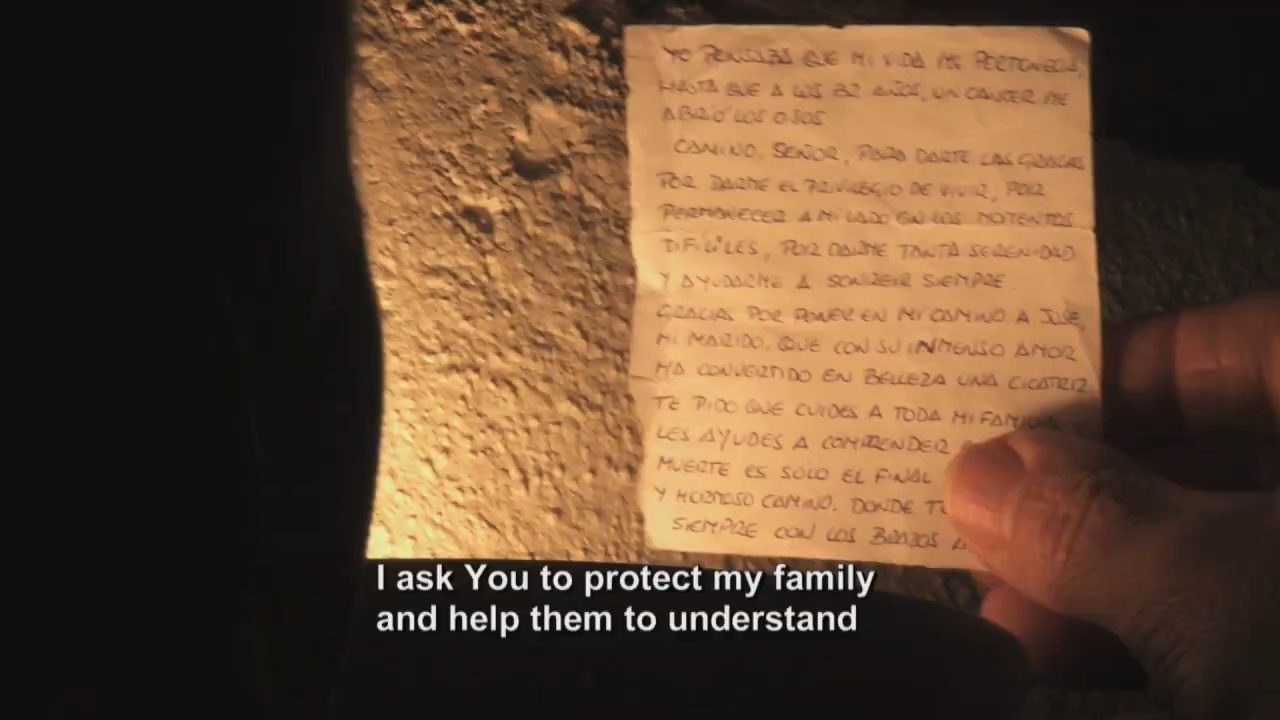 YO PENSABA QUE MI VIDA ME PERTENECIA,
HASTA QUE A LOS 32 AÑOS, UN CANCER ME
ABRIÓ LOS OJOS
CAMINO, SEÑOR, PARA DARTE LAS GRACIAS
POR DARME EL PRIVILEGIO DE VIVIR, POR
PERMANECER A MI LADO EN LOS MOMENTOS
DIFICILES, POR DARME TANTA SERENIDAD
Y AYUDARME A SONREIR SIEMPRE.
GRACIAS POR PONER EN MI CAMINO A JOSE,
MI MARIDO, QUE CON SU INMENSO AMOR
HA CONVERTIDO EN BELLEZA UNA CICATRIZ
TE PIDO QUE CUIDES A TODA MI FAMILIA
LES AYUDES A COMPRENDER
MUERTE ES SOLO EL FINAL
Y HERMOSO CAMINO, DONDE TU
SIEMPRE CON LOS BRAZOS A
I ask You to protect my family
and help them to understand